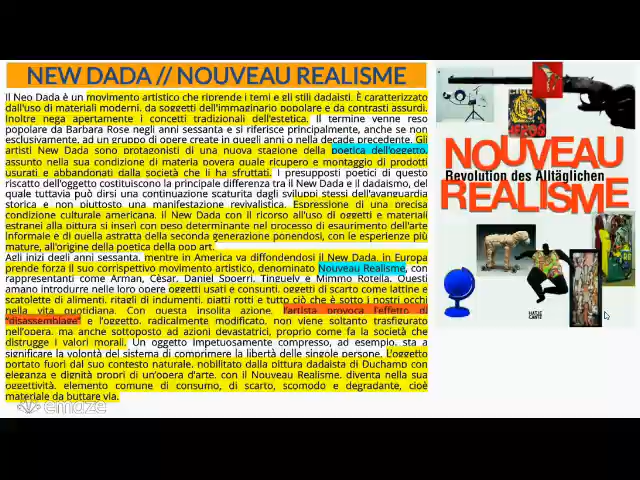 NEW DADA // NOUVEAU REALISME
Il Neo Dada è un movimento artistico che riprende i temi e gli stili dadaisti. È caratterizzato
dall'uso di materiali moderni, da soggetti dell'immaginario popolare e da contrasti assurdi.
Inoltre nega apertamente i concetti tradizionali dell'estetica. Il termine venne reso
popolare da Barbara Rose negli anni sessanta e si riferisce principalmente, anche se non
esclusivamente, ad un gruppo di opere create in quegli anni o nella decade precedente. Gli
artisti New Dada sono protagonisti di una nuova stagione della poetica dell'oggetto,
assunto nella sua condizione di materia povera quale ricupero e montaggio di prodotti
usurati e abbandonati dalla società che li ha sfruttati. I presupposti poetici di questo
riscatto dell'oggetto costituiscono la principale differenza tra il New Dada e il dadaismo, del
quale tuttavia può dirsi una continuazione scaturita dagli sviluppi stessi dell'avanguardia
storica e non piuttosto una manifestazione revivalistica. Espressione di una precisa
condizione culturale americana, il New Dada con il ricorso all'uso di oggetti e materiali
estranei alla pittura si inserì con peso determinante nel processo di esaurimento dell'arte
informale e di quella astratta della seconda generazione ponendosi, con le esperienze più
mature, all'origine della poetica della pop art.
Agli inizi degli anni sessanta, mentre in America va diffondendosi il New Dada, in Europa
prende forza il suo corrispettivo movimento artistico, denominato Nouveau Realisme, con
rappresentanti come Arman, Cèsar, Daniel Spoerri, Tinguely e Mimmo Rotella. Questi
amano introdurre nelle loro opere oggetti usati e consunti, oggetti di scarto come lattine e
scatolette di alimenti, ritagli di indumenti, piatti rotti e tutto ciò che è sotto i nostri occhi
nella vita quotidiana. Con questa insolita azione, l'artista provoca l'effetto di
"disassemblage" e l'oggetto, radicalmente modificato, non viene soltanto trasfigurato
nell'opera, ma anche sottoposto ad azioni devastatrici, proprio come fa la società che
distrugge i valori morali. Un oggetto impetuosamente compresso, ad esempio, sta a
significare la volontà del sistema di comprimere la libertà delle singole persone. L'oggetto
portato fuori dal suo contesto naturale, nobilitato dalla pittura dadaista di Duchamp con
eleganza e dignità propri di un'opera d'arte, con il Nouveau Realisme, diventa nella sua
oggettività, elemento comune di consumo, di scarto, scomodo e degradante, cioè
materiale da buttare via.
emaze
NOUVEAU
Revolution des Alltäglichen
REALISME